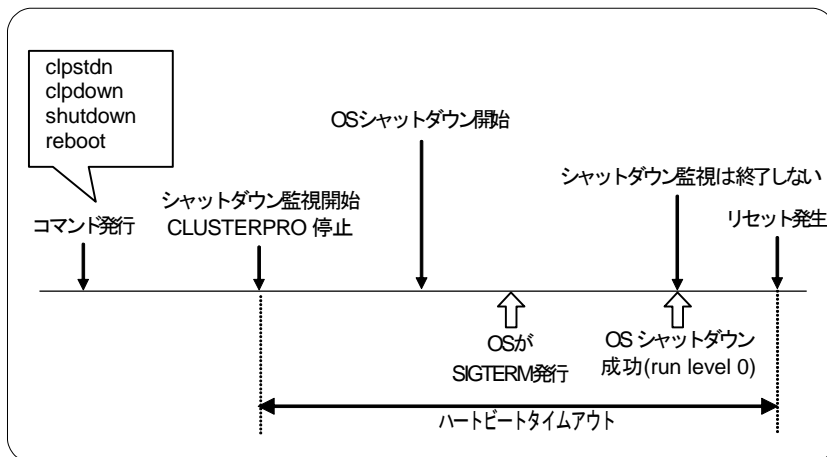 clpstdn
clpdown
shutdown
reboot
OSシャットダウン開始
コマンド発行
シャットダウン監視開始
CLUSTERPRO 停止
シャットダウン監視は終了しない
リセット発生
OSが
SIGTERM発行
OS シャットダウン
成功(run level 0)
ハートビートタイムアウト